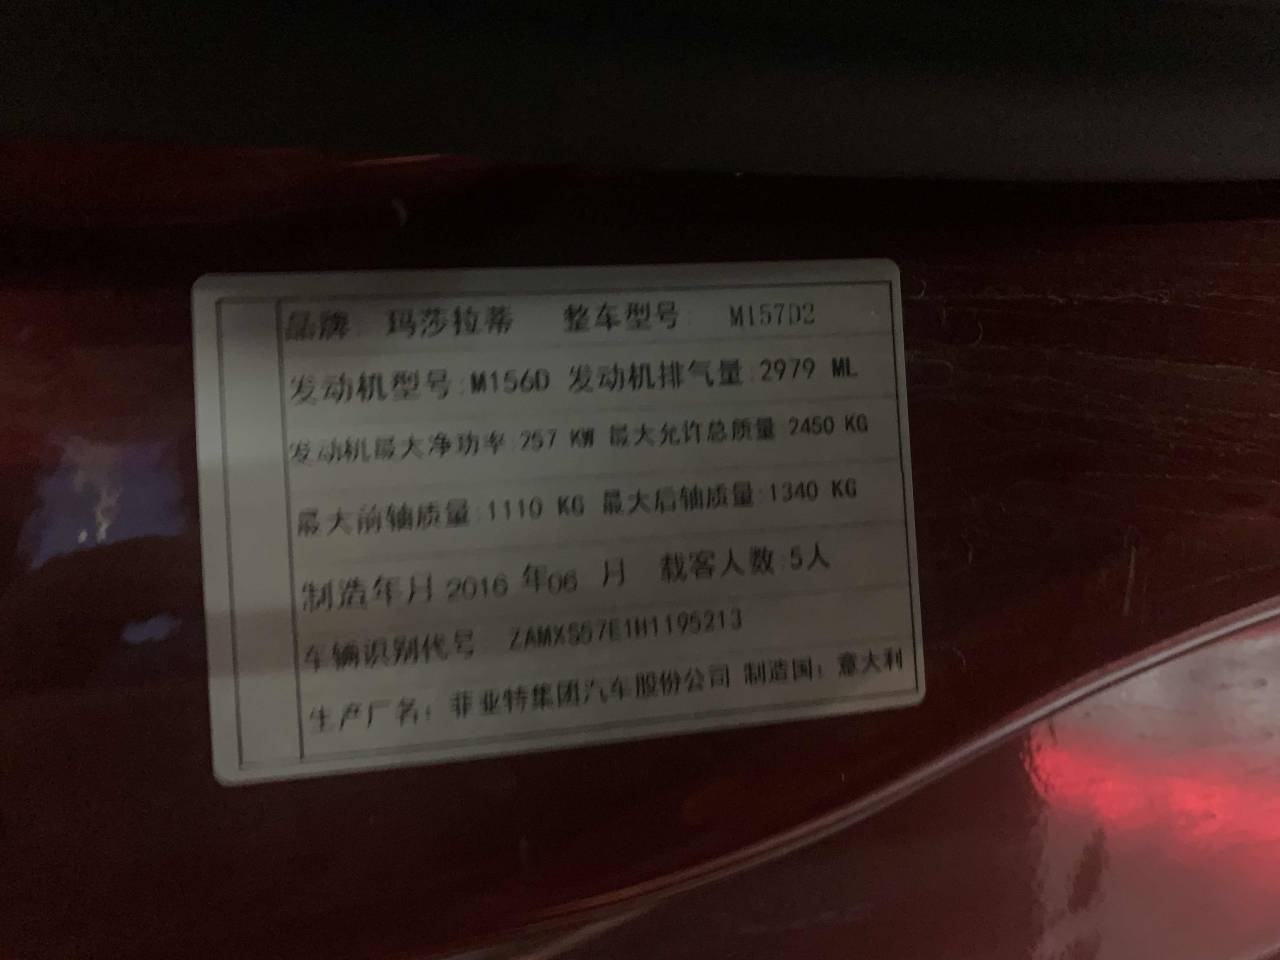 品牌: 玛莎拉蒂 整车型号: M157D2
发动机型号:M156D 发动机排气量:2979 ML
发动机最大净功率:257 KW 最大允许总质量:2450 KG
最大前轴质量:1110 KG 最大后轴质量:1340 KG
制造年月 2016 年06 月 载客人数:5人
车辆识别代号 ZAMXS57E1H1195213
生产厂名: 菲亚特集团汽车股份公司 制造国: 意大利